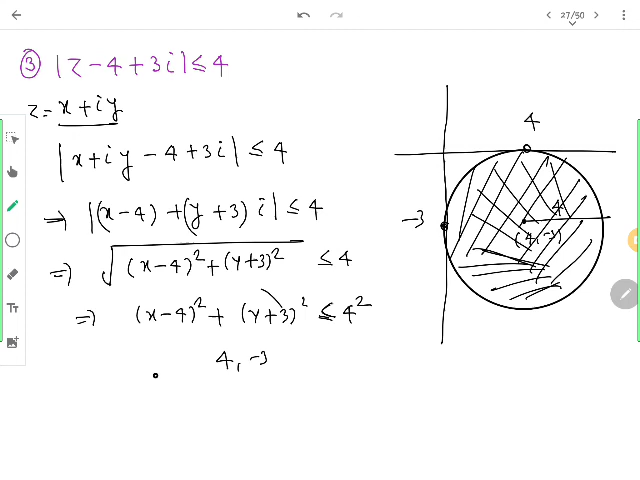 27/50
③ |z-4+3i|≤4
z=x+iy
|x+iy-4+3i|≤4
⇒ |(x-4)+(y+3)i|≤4
⇒ √((x-4)²+(y+3)²) ≤4
⇒ (x-4)²+(y+3)² ≤4²
4, -3
4
-3
4
(4,-3)
Tт